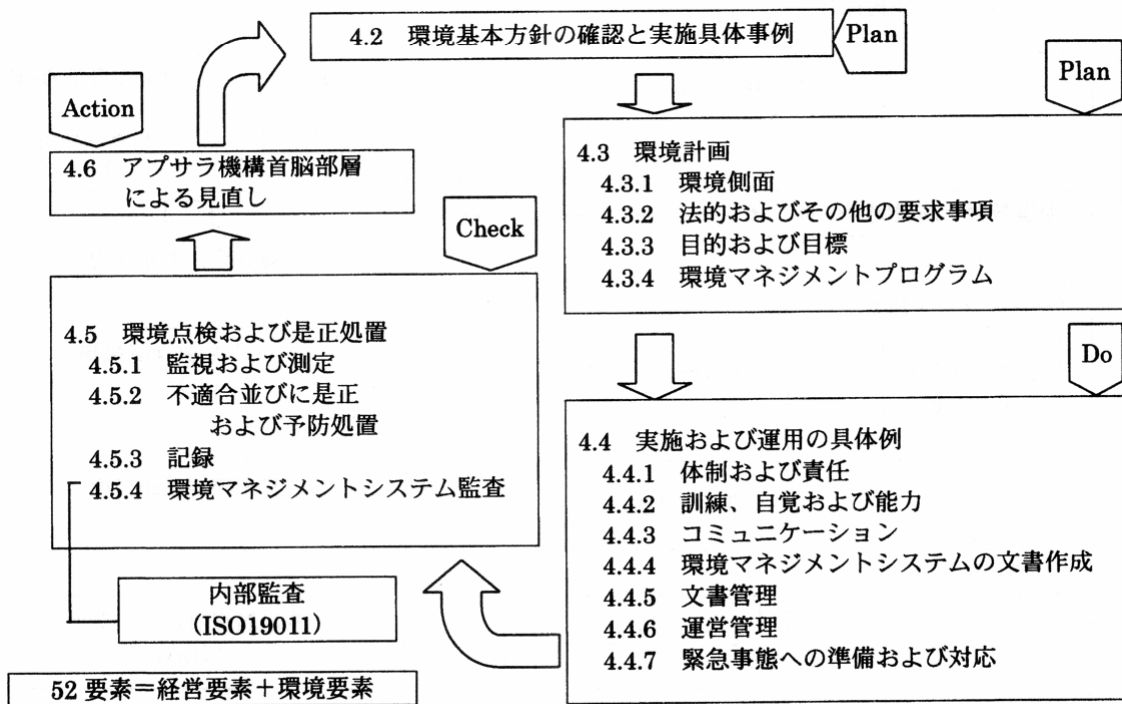 4.2 環境基本方針の確認と実施具体事例
Plan
Plan
4.3 環境計画
4.3.1 環境側面
4.3.2 法的およびその他の要求事項
4.3.3 目的および目標
4.3.4 環境マネジメントプログラム
Do
4.4 実施および運用の具体例
4.4.1 体制および責任
4.4.2 訓練、自覚および能力
4.4.3 コミュニケーション
4.4.4 環境マネジメントシステムの文書作成
4.4.5 文書管理
4.4.6 運営管理
4.4.7 緊急事態への準備および対応
Check
4.5 環境点検および是正処置
4.5.1 監視および測定
4.5.2 不適合並びに是正
および予防処置
4.5.3 記録
4.5.4 環境マネジメントシステム監査
内部監査
(ISO19011)
Action
4.6 アプサラ機構首脳部層
による見直し
52 要素＝経営要素＋環境要素